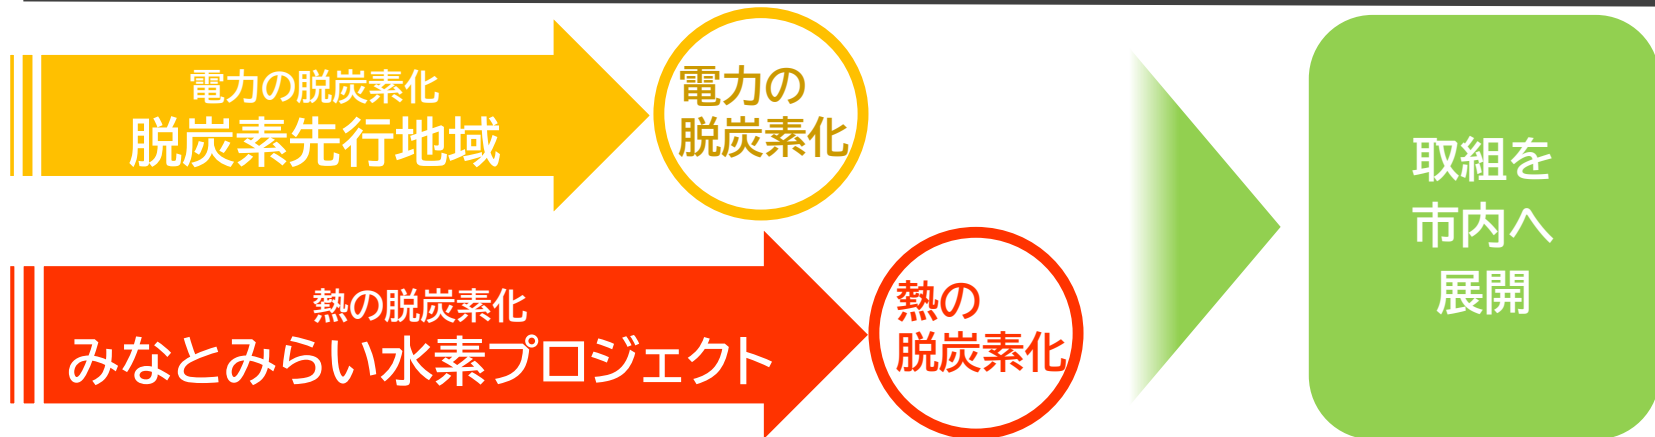 電力の脱炭素化
脱炭素先行地域
電力の
脱炭素化
熱の脱炭素化
みなとみらい水素プロジェクト
熱の
脱炭素化
取組を
市内へ
展開